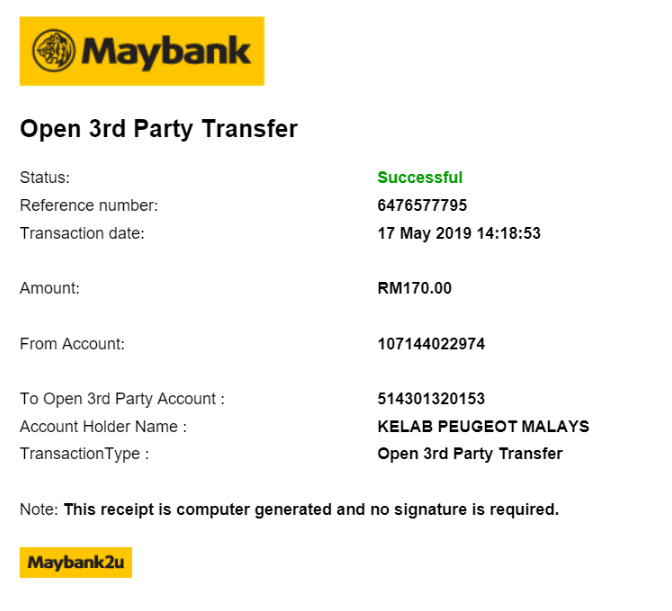 Maybank
Open 3rd Party Transfer
Status: Successful
Reference number: 6476577795
Transaction date: 17 May 2019 14:18:53
Amount: RM170.00
From Account: 107144022974
To Open 3rd Party Account : 514301320153
Account Holder Name : KELAB PEUGEOT MALAYS
TransactionType : Open 3rd Party Transfer
Note: This receipt is computer generated and no signature is required.
Maybank2u